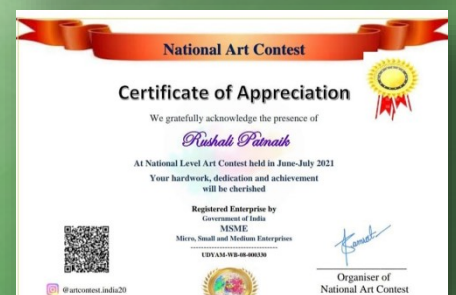 National Art Contest
Certificate of Appreciation
We gratefully acknowledge the presence of
Rushali Patnaik
At National Level Art Contest held in June-July 2021
Your hardwork, dedication and achievement
will be cherished
Registered Enterprise by
Government of India
MSME
Micro, Small and Medium Enterprises
UDYAM-WB-08-000330
Organiser of
@artcontest.india20
National Art Contest